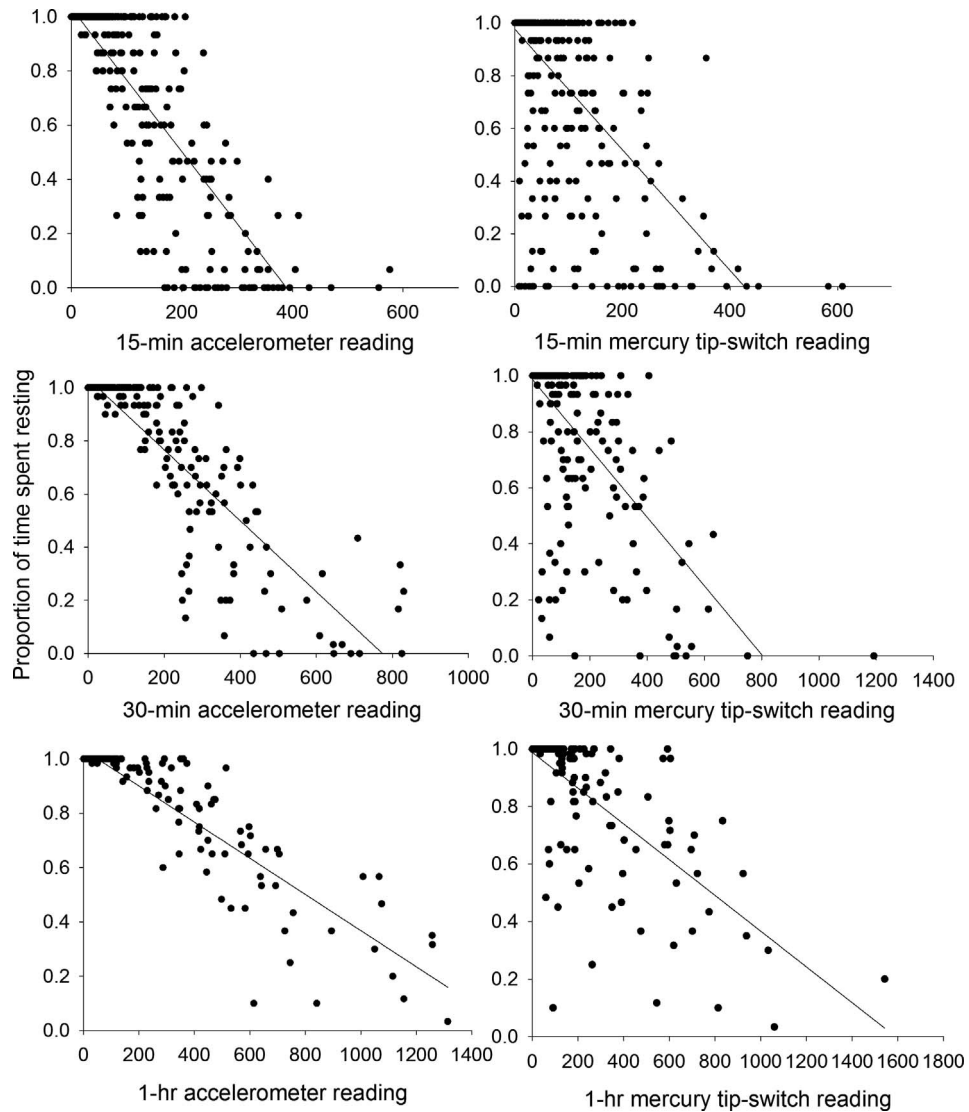 1.0
0.8
0.6
0.4
0.2
0.0
0 200 400 600
15-min accelerometer reading
1.0
0.8
0.6
0.4
0.2
0.0
0 200 400 600
15-min mercury tip-switch reading
Proportion of time spent resting
1.0
0.8
0.6
0.4
0.2
0.0
0 200 400 600 800 1000
30-min accelerometer reading
1.0
0.8
0.6
0.4
0.2
0.0
0 200 400 600 800 1000 1200 1400
30-min mercury tip-switch reading
1.0
0.8
0.6
0.4
0.2
0.0
0 200 400 600 800 1000 1200 1400
1-hr accelerometer reading
1.0
0.8
0.6
0.4
0.2
0.0
0 200 400 600 800 1000 1200 1400 1600 1800
1-hr mercury tip-switch reading